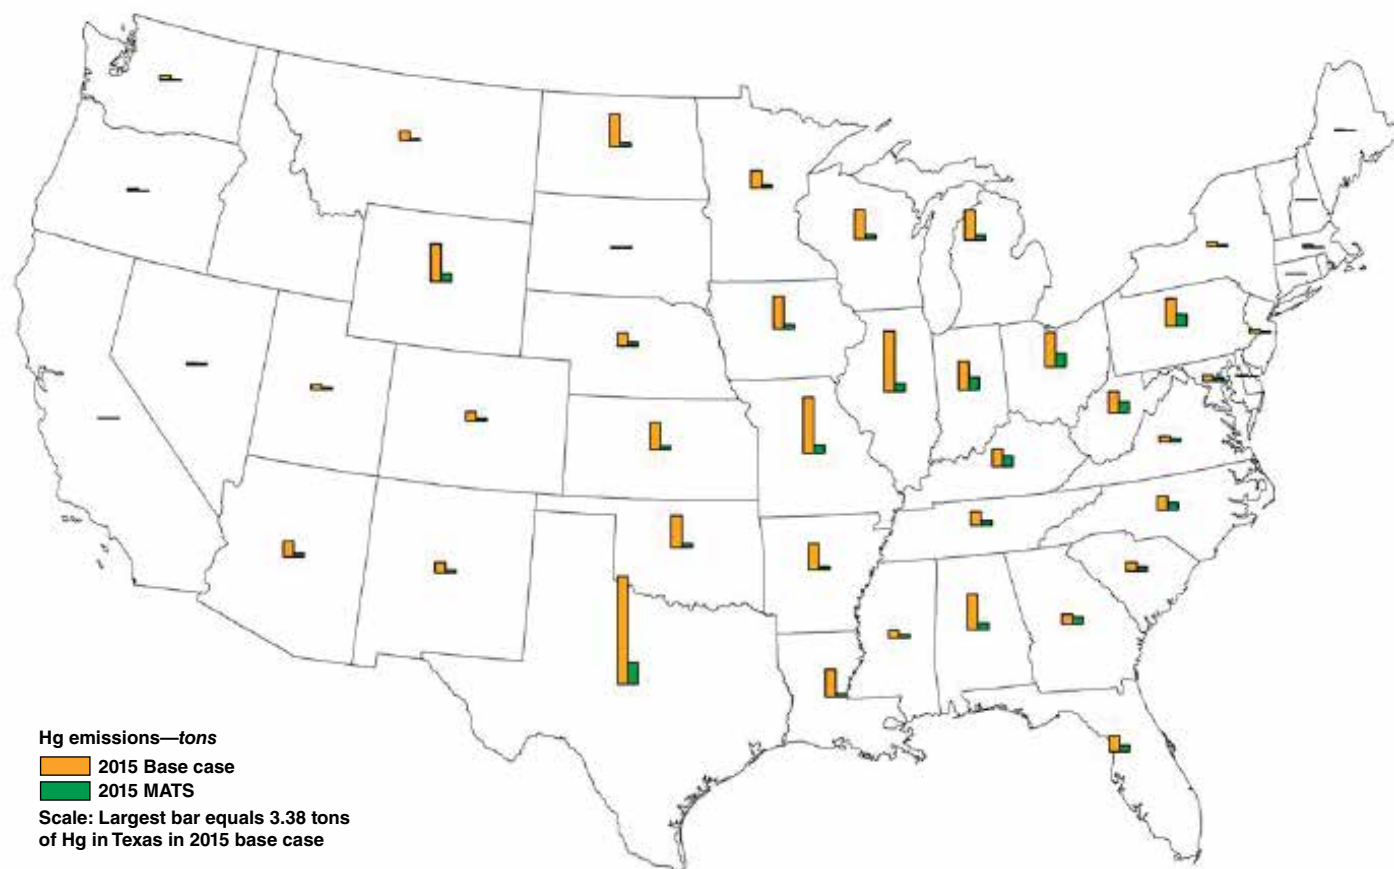 Hg emissions—tons
2015 Base case
2015 MATS
Scale: Largest bar equals 3.38 tons
of Hg in Texas in 2015 base case